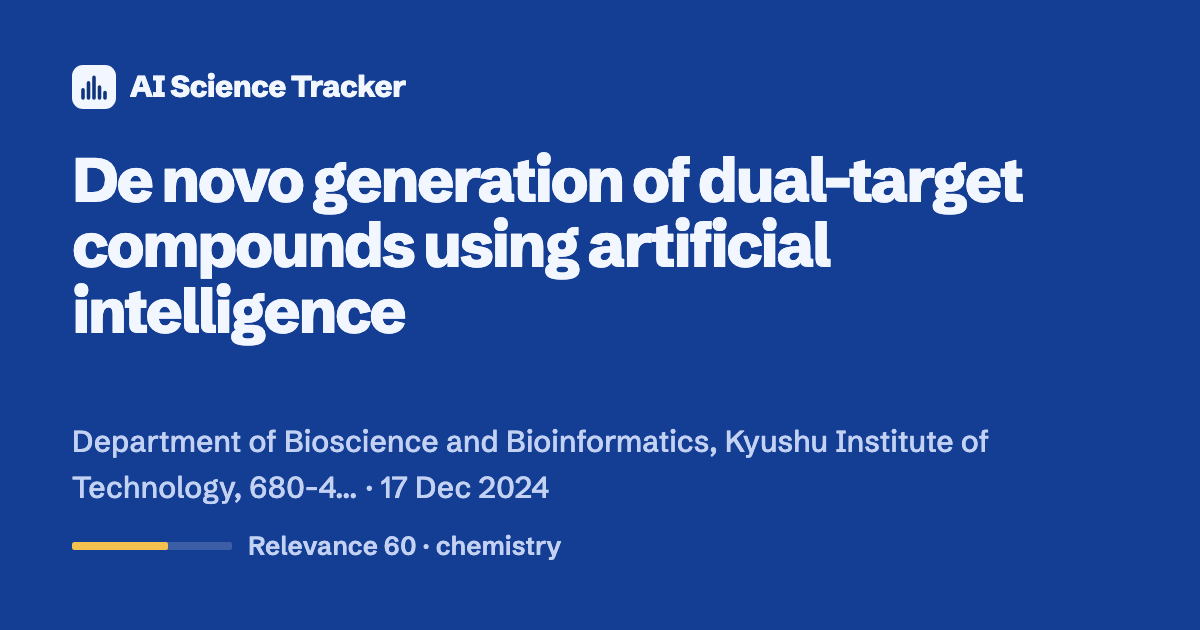 AI Science Tracker
De novo generation of dual-target
compounds using artificial
intelligence
Department of Bioscience and Bioinformatics, Kyushu Institute of
Technology, 680-4... · 17 Dec 2024
Relevance 60 · chemistry